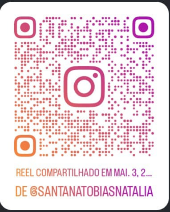 REEL COMPARTILHADO EM MAI. 3, 2...
DE @SANTANATOBIASNATALIA